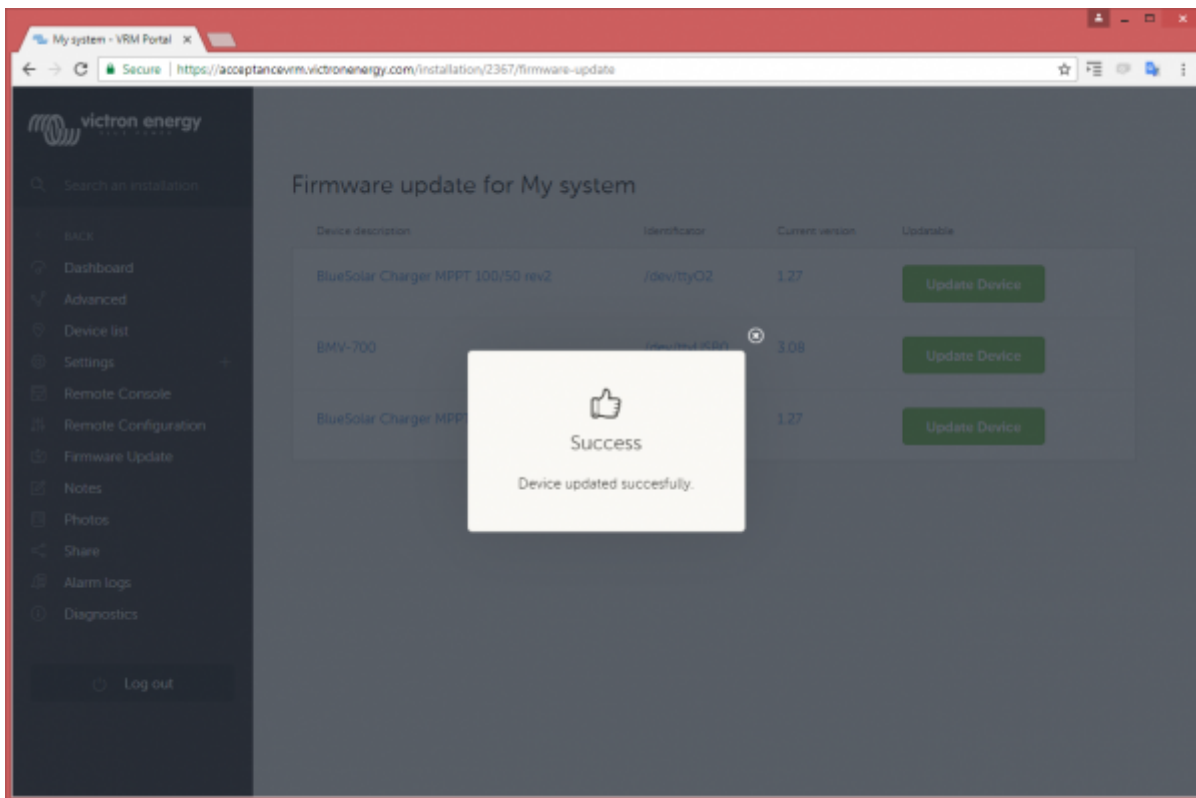 My system - VRM Portal
Secure
https://acceptancevrm.victronenergy.com/installation/2367/firmware-update
victron energy
BLUE POWER
Search an installation
BACK
Dashboard
Advanced
Device list
Settings
Remote Console
Remote Configuration
Firmware Update
Notes
Photos
Share
Alarm logs
Diagnostics
Log out
Firmware update for My system
Device description Identificator Current version Updatable
BlueSolar Charger MPPT 100/50 rev2 /dev/ttyO2 1.27 Update Device
BMV-700 /dev/ttyUSB0 3.08 Update Device
BlueSolar Charger MPPT 1.27 Update Device
Success
Device updated succesfully.